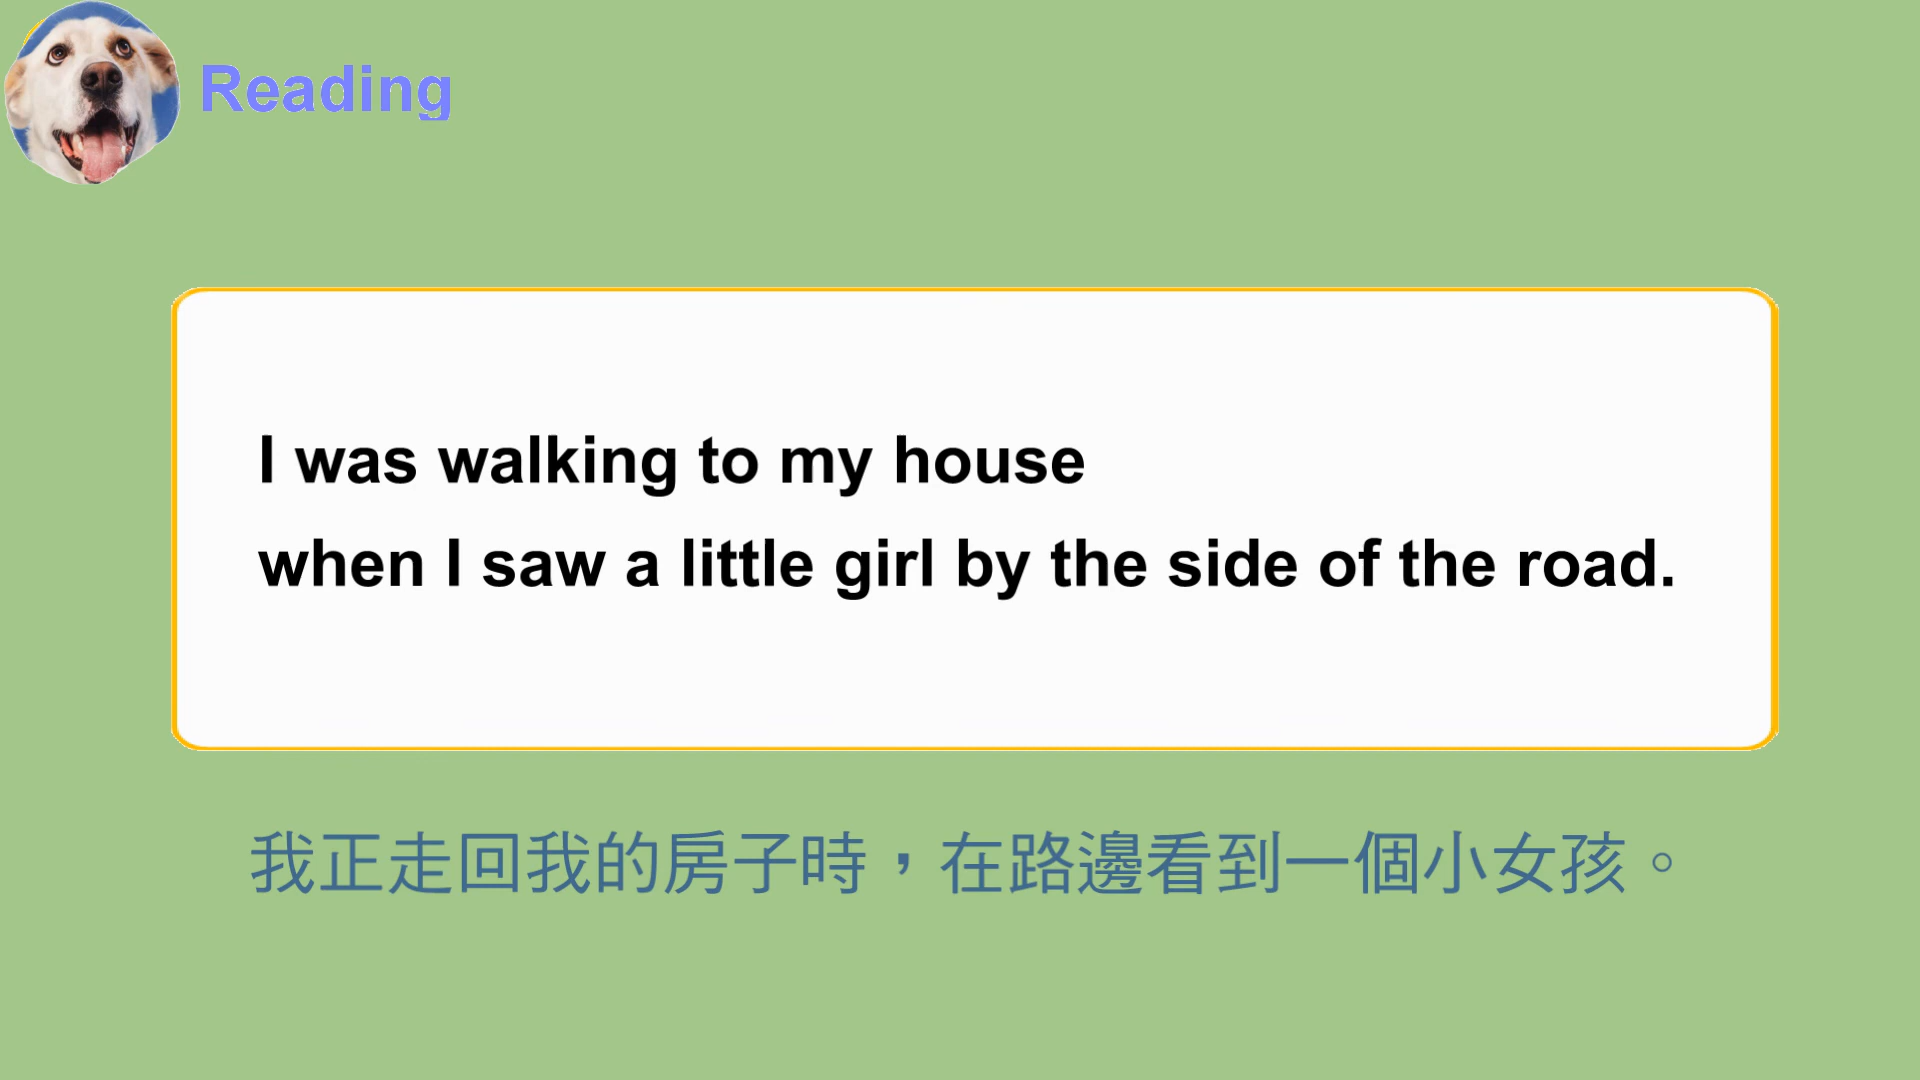 Reading
I was walking to my house
when I saw a little girl by the side of the road.
我正走回我的房子時，在路邊看到一個小女孩。